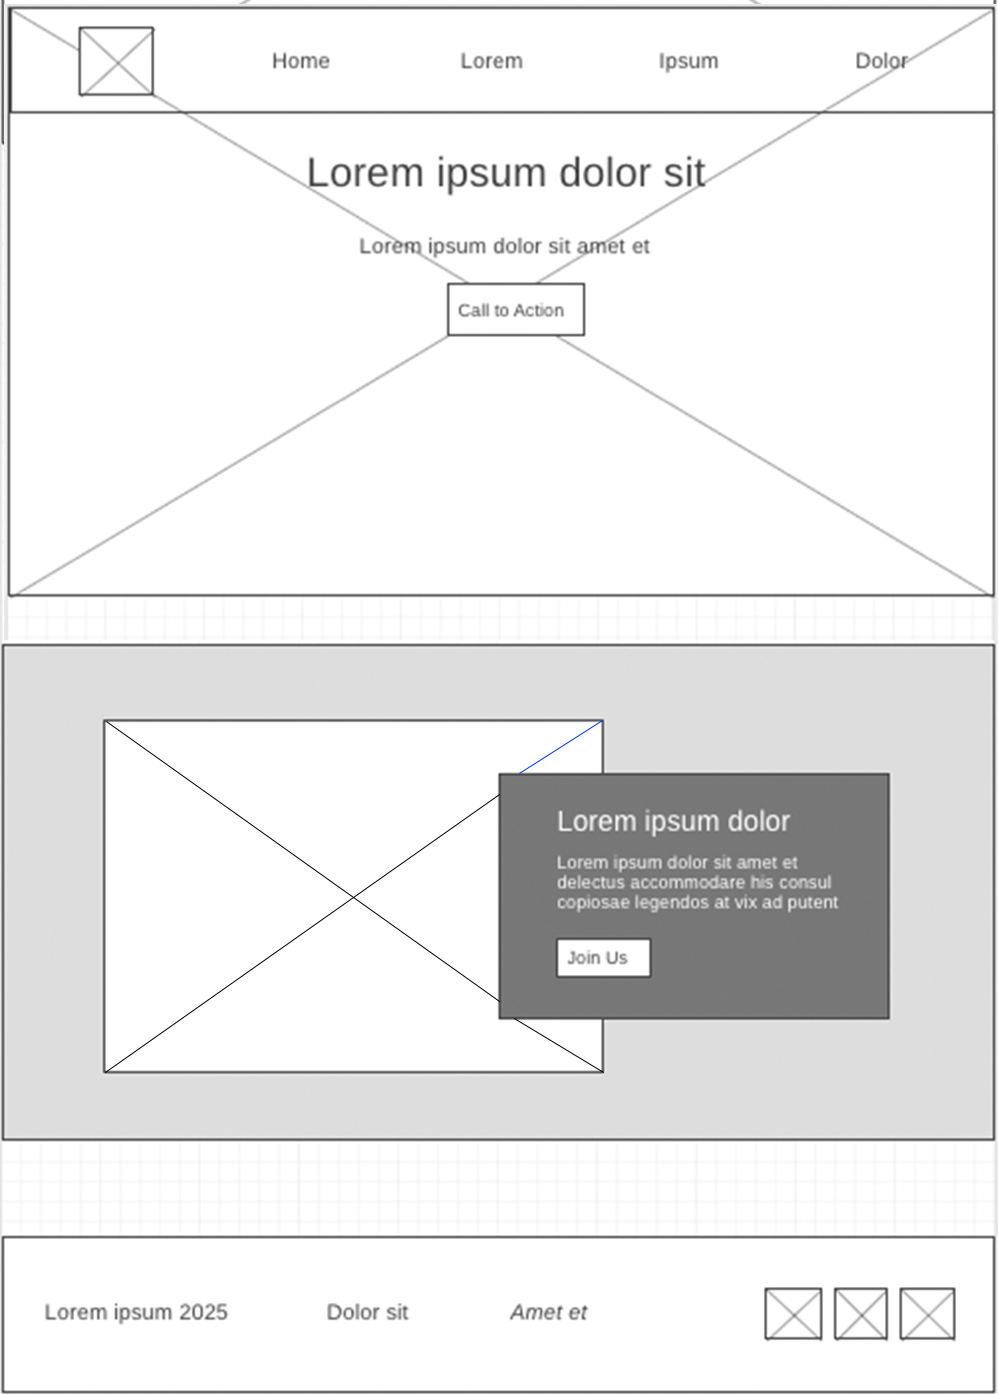 Home Lorem Ipsum Dolor
Lorem ipsum dolor sit
Lorem ipsum dolor sit amet et
Call to Action
Lorem ipsum dolor
Lorem ipsum dolor sit amet et
delectus accommodare his consul
copiosae legendos at vix ad putent
Join Us
Lorem ipsum 2025 Dolor sit Amet et